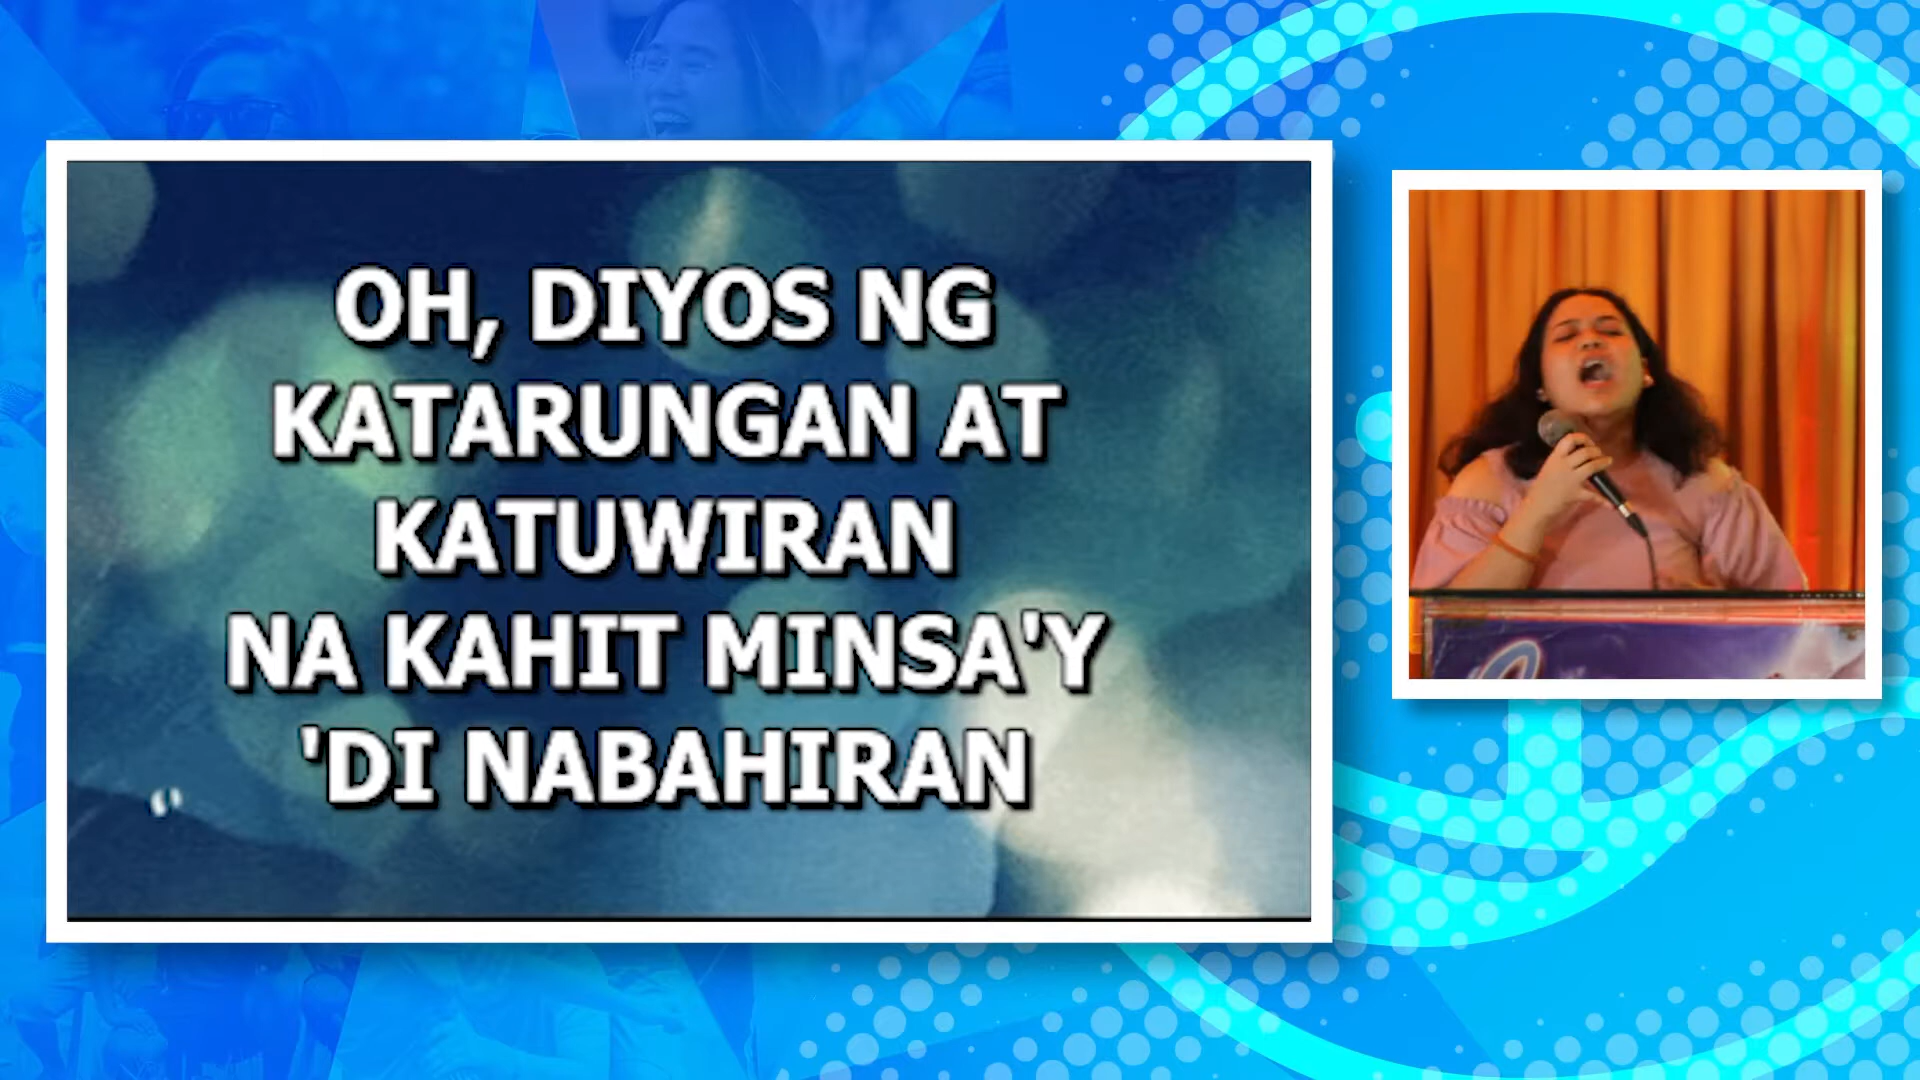 OH, DIYOS NG
KATARUNGAN AT
KATUWIRAN
NA KAHIT MINSA'Y
'DI NABAHIRAN